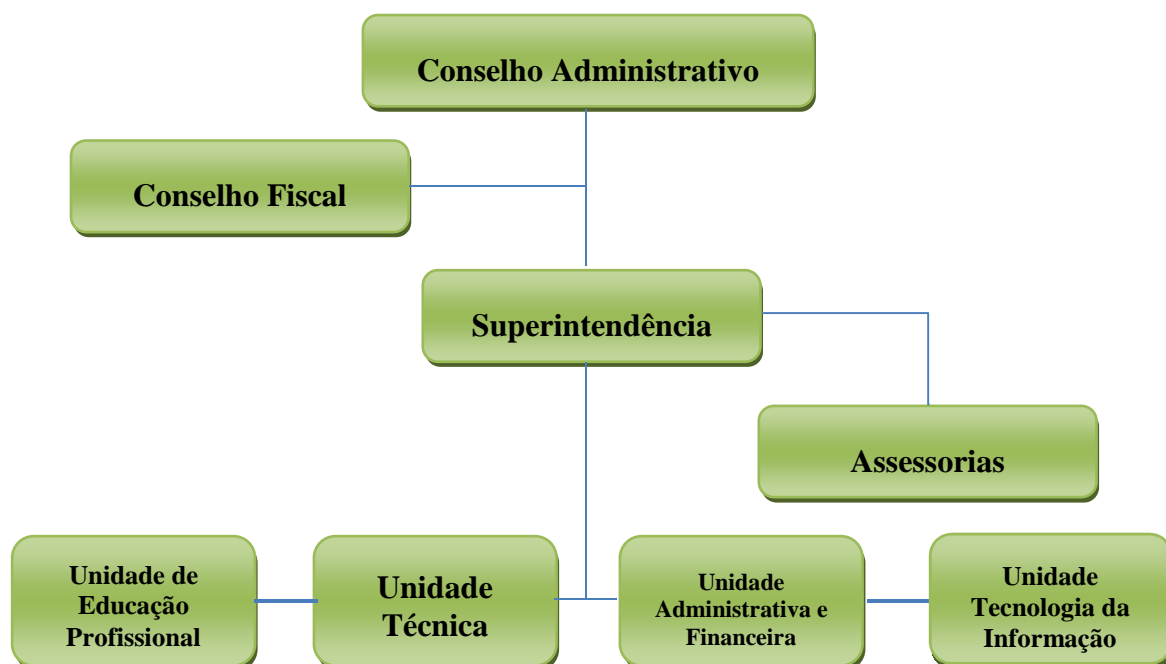 Conselho Administrativo
Conselho Fiscal
Superintendência
Assessorias
Unidade de
Educação
Profissional
Unidade
Técnica
Unidade
Administrativa e
Financeira
Unidade
Tecnologia da
Informação